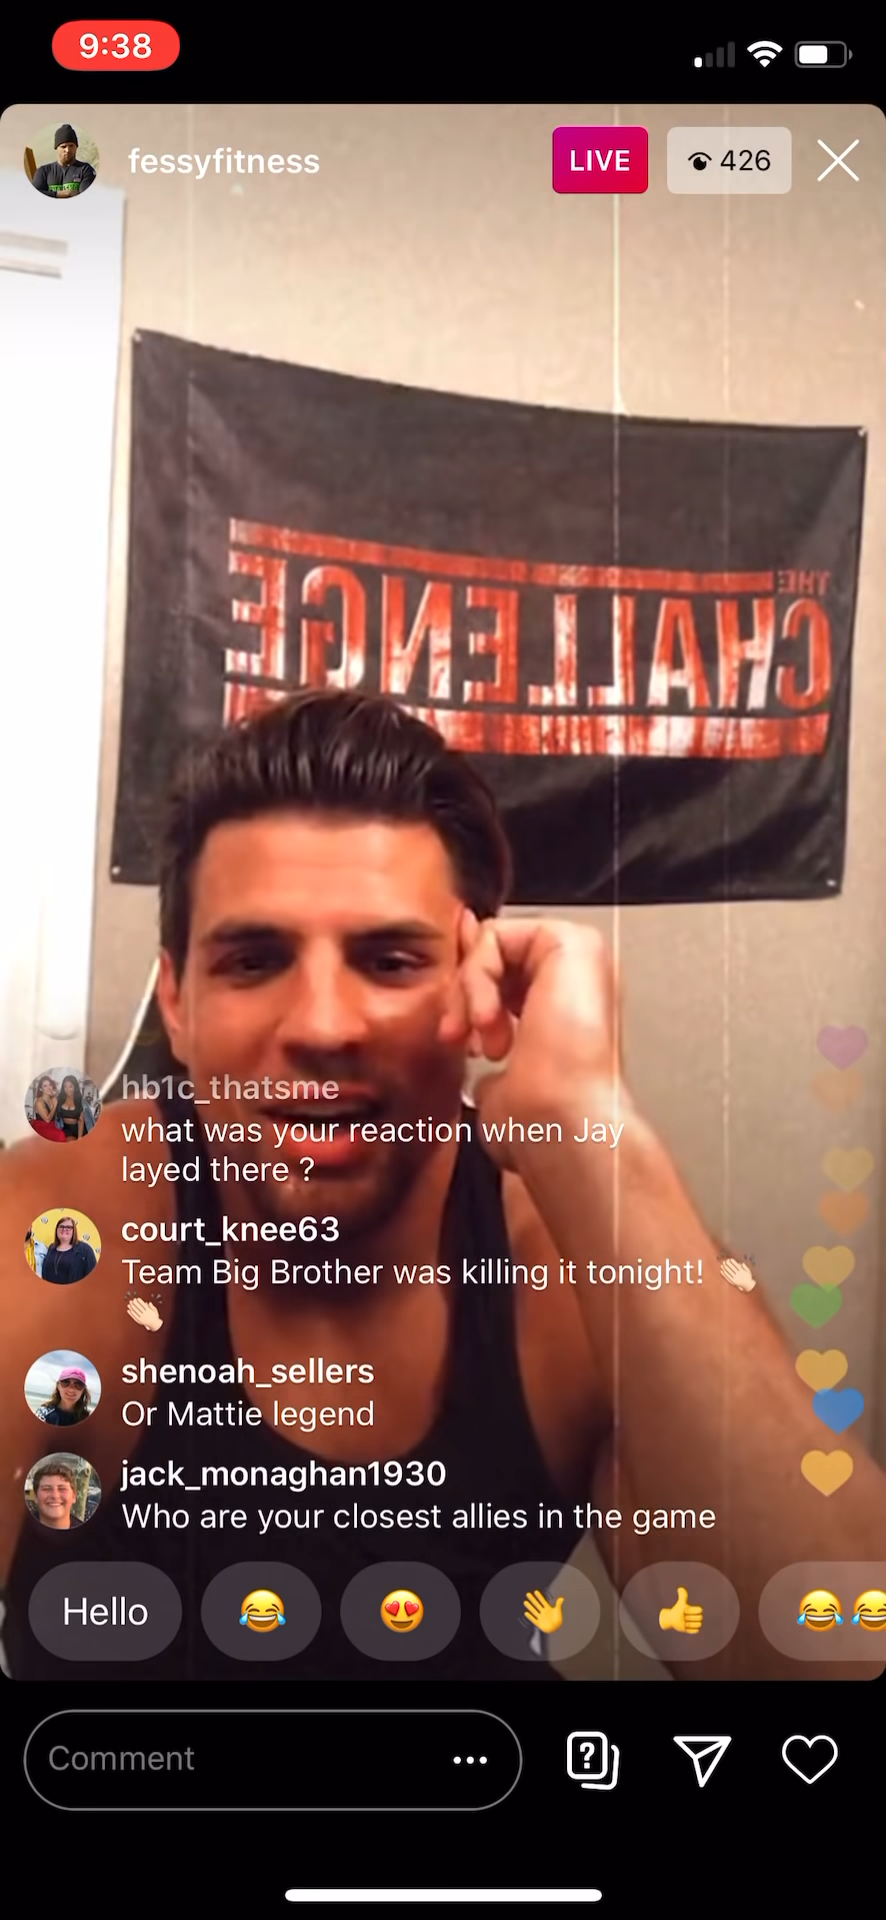 9:38
fessyfitness
LIVE
426
THE
CHALLENGE
hb1c_thatsme
what was your reaction when Jay
layed there ?
court_knee63
Team Big Brother was killing it tonight! 👏🏻
👏🏻
shenoah_sellers
Or Mattie legend
jack_monaghan1930
Who are your closest allies in the game
Hello 😂 😍 👋 👍 😂😂
Comment